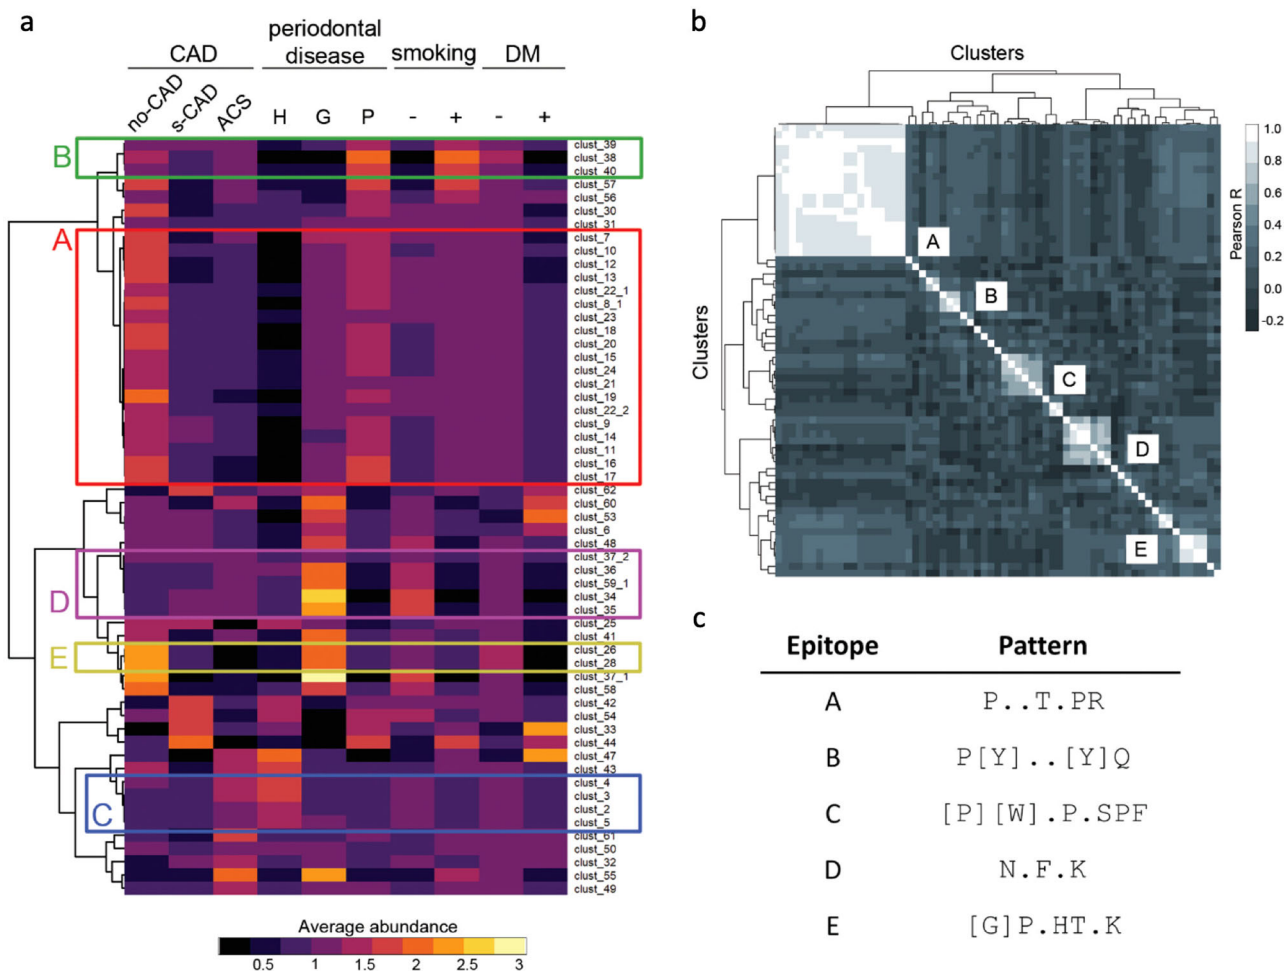 a
CAD
periodontal
disease
smoking
DM
no-CAD
s-CAD
ACS
H
G
P
-
+
-
+
B
A
D
E
C
clust_39
clust_38
clust_40
clust_57
clust_56
clust_30
clust_31
clust_7
clust_10
clust_12
clust_13
clust_22_1
clust_8_1
clust_23
clust_18
clust_20
clust_15
clust_24
clust_21
clust_19
clust_22_2
clust_9
clust_14
clust_11
clust_16
clust_17
clust_62
clust_60
clust_53
clust_6
clust_48
clust_37_2
clust_36
clust_59_1
clust_34
clust_35
clust_25
clust_41
clust_26
clust_28
clust_37_1
clust_58
clust_42
clust_54
clust_33
clust_44
clust_47
clust_43
clust_4
clust_3
clust_2
clust_5
clust_61
clust_50
clust_32
clust_55
clust_49
Average abundance
0.5 1 1.5 2 2.5 3
b
Clusters
Clusters
A
B
C
D
E
1.0
0.8
0.6
0.4
0.2
0.0
-0.2
Pearson R
c
Epitope Pattern
A P..T.PR
B P[Y]..[Y]Q
C [P][W].P.SPF
D N.F.K
E [G]P.HT.K